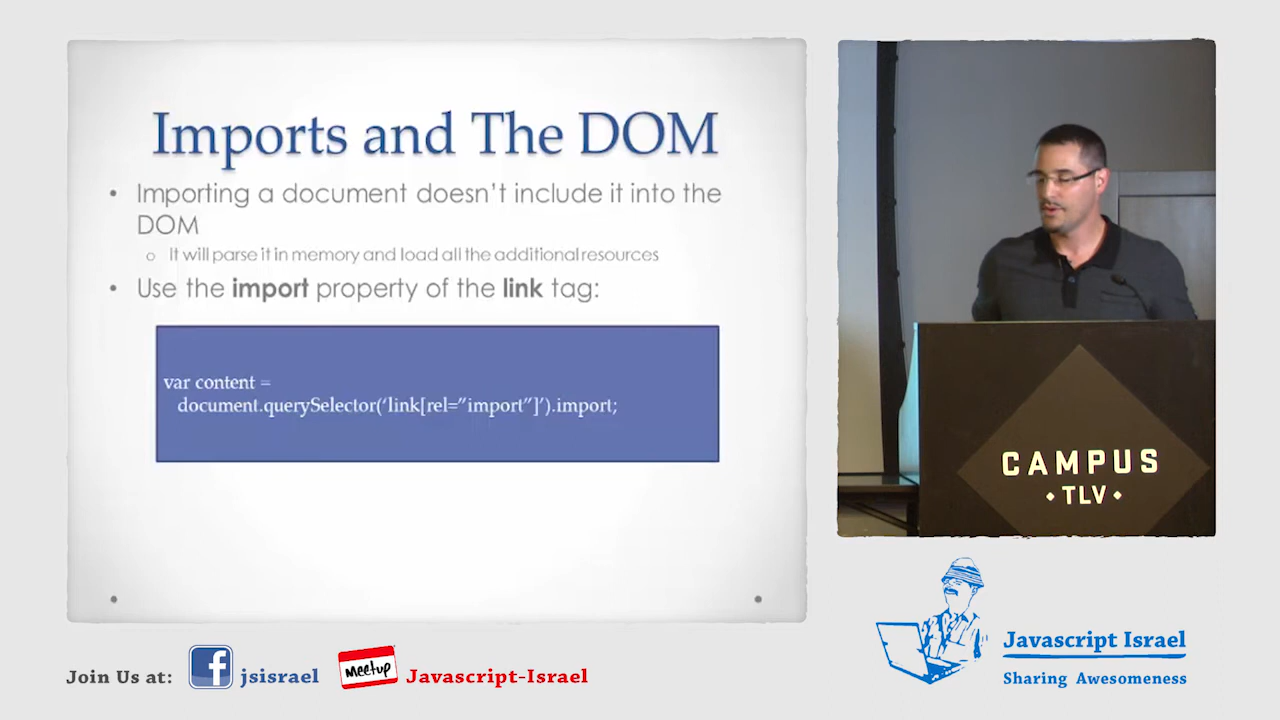 Imports and The DOM
• Importing a document doesn’t include it into the
DOM
o It will parse it in memory and load all the additional resources
• Use the import property of the link tag:
var content =
document.querySelector(‘link[rel=”import”]’).import;
CAMPUS
TLV
Join Us at:
f
jsisrael
Meetup
Javascript-Israel
Javascript Israel
Sharing Awesomeness